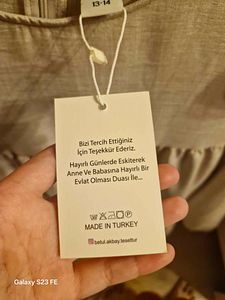 13-14
Bizi Tercih Ettiğiniz
İçin Teşekkür Ederiz.
Hayırlı Günlerde Eskiterek
Anne Ve Babasına Hayırlı Bir
Evlat Olması Duası İle...
MADE IN TURKEY
betul.akbay.tesettur
Galaxy S23 FE